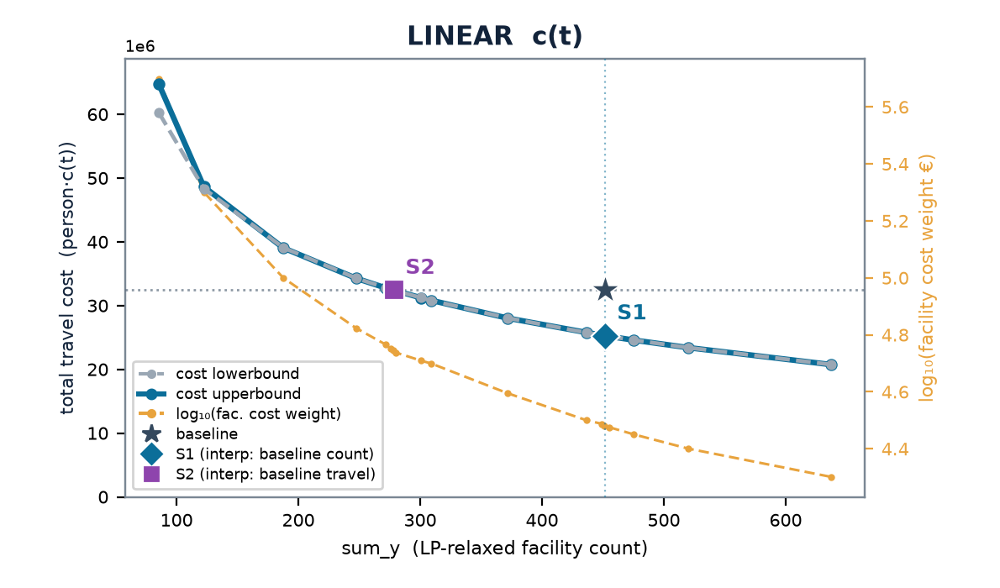 LINEAR c(t)
1e6
total travel cost (person·c(t))
60
50
40
30
20
10
0
5.6
5.4
5.2
5.0
4.8
4.6
4.4
log₁₀(facility cost weight €)
S2
S1
cost lowerbound
cost upperbound
log₁₀(fac. cost weight)
baseline
S1 (interp: baseline count)
S2 (interp: baseline travel)
100 200 300 400 500 600
sum_y (LP-relaxed facility count)